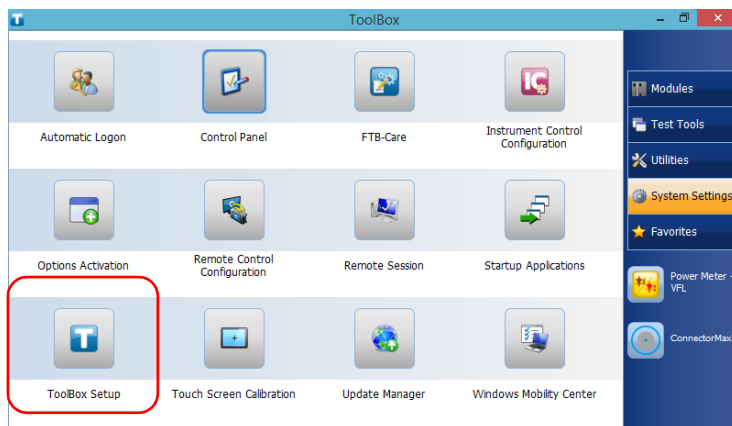 ToolBox
Automatic Logon
Control Panel
FTB-Care
Instrument Control
Configuration
Options Activation
Remote Control
Configuration
Remote Session
Startup Applications
ToolBox Setup
Touch Screen Calibration
Update Manager
Windows Mobility Center
Modules
Test Tools
Utilities
System Settings
Favorites
Power Meter -
VFL
ConnectorMax